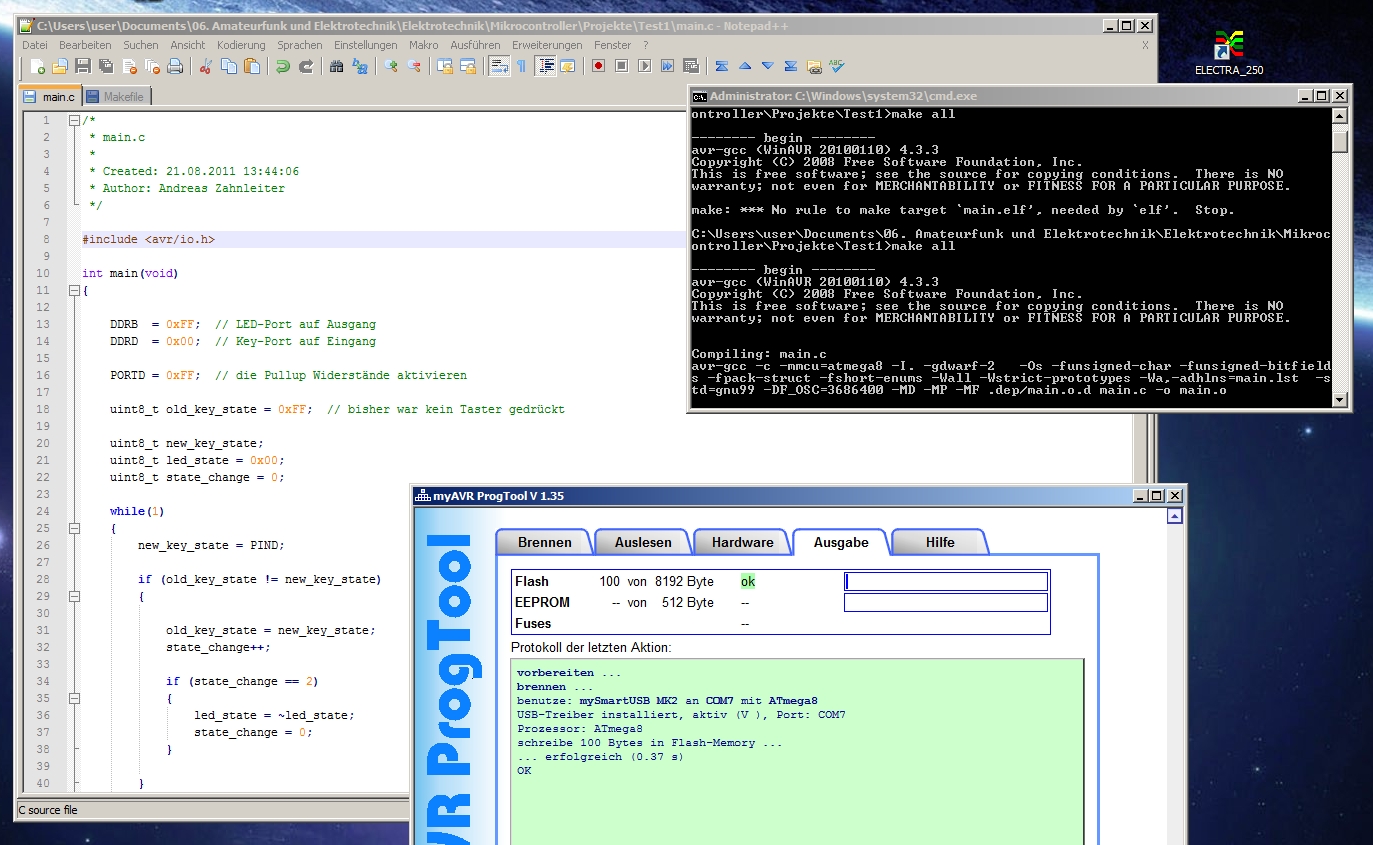 C:\Users\user\Documents\06. Amateurfunk und Elektrotechnik\Elektrotechnik\Mikrocontroller\Projekte\Test1\main.c - Notepad++
Datei Bearbeiten Suchen Ansicht Kodierung Sprachen Einstellungen Makro Ausführen Erweiterungen Fenster ? X
main.c Makefile
1 /*
2 * main.c
3 *
4 * Created: 21.08.2011 13:44:06
5 * Author: Andreas Zahnleiter
6 */
7
8 #include <avr/io.h>
9
10 int main(void)
11 {
12
13 DDRB = 0xFF; // LED-Port auf Ausgang
14 DDRD = 0x00; // Key-Port auf Eingang
15
16 PORTD = 0xFF; // die Pullup Widerstände aktivieren
17
18 uint8_t old_key_state = 0xFF; // bisher war kein Taster gedrückt
19
20 uint8_t new_key_state;
21 uint8_t led_state = 0x00;
22 uint8_t state_change = 0;
23
24 while(1)
25 {
26 new_key_state = PIND;
27
28 if (old_key_state != new_key_state)
29 {
30
31 old_key_state = new_key_state;
32 state_change++;
33
34 if (state_change == 2)
35 {
36 led_state = ~led_state;
37 state_change = 0;
38 }
39
40 }
C source file
ELECTRA_250
Administrator: C:\Windows\system32\cmd.exe
ontroller\Projekte\Test1>make all
-------- begin --------
avr-gcc (WinAVR 20100110) 4.3.3
Copyright (C) 2008 Free Software Foundation, Inc.
This is free software; see the source for copying conditions.  There is NO
warranty; not even for MERCHANTABILITY or FITNESS FOR A PARTICULAR PURPOSE.
make: *** No rule to make target `main.elf', needed by `elf'.  Stop.
C:\Users\user\Documents\06. Amateurfunk und Elektrotechnik\Elektrotechnik\Mikroc
ontroller\Projekte\Test1>make all
-------- begin --------
avr-gcc (WinAVR 20100110) 4.3.3
Copyright (C) 2008 Free Software Foundation, Inc.
This is free software; see the source for copying conditions.  There is NO
warranty; not even for MERCHANTABILITY or FITNESS FOR A PARTICULAR PURPOSE.
Compiling: main.c
avr-gcc -c -mmcu=atmega8 -I. -gdwarf-2   -Os -funsigned-char -funsigned-bitfield
s -fpack-struct -fshort-enums -Wall -Wstrict-prototypes -Wa,-adhlns=main.lst  -s
td=gnu99 -DF_OSC=3686400 -MD -MP -MF .dep/main.o.d main.c -o main.o
myAVR ProgTool V 1.35
Brennen Auslesen Hardware Ausgabe Hilfe
VR ProgTool
Flash 100 von 8192 Byte ok
EEPROM -- von 512 Byte --
Fuses --
Protokoll der letzten Aktion:
vorbereiten ...
brennen ...
benutze: mySmartUSB MK2 an COM7 mit ATmega8
USB-Treiber installiert, aktiv (V ), Port: COM7
Prozessor: ATmega8
schreibe 100 Bytes in Flash-Memory ...
... erfolgreich (0.37 s)
OK